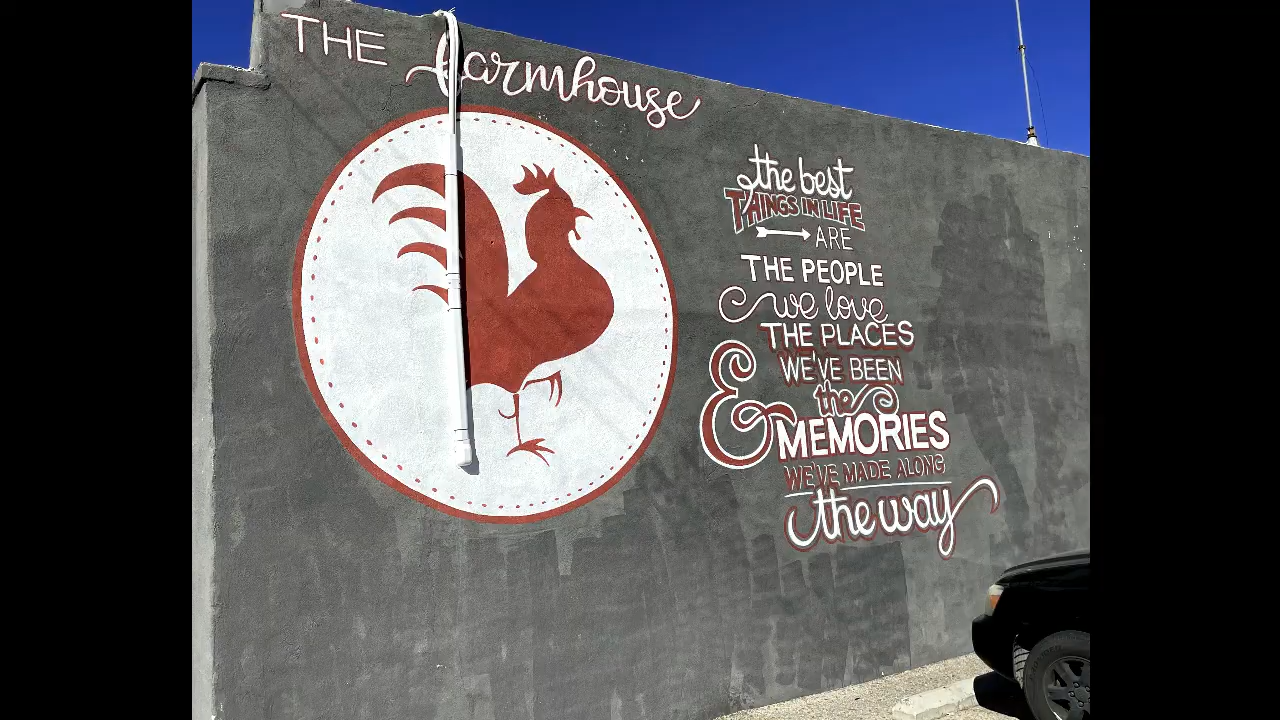 THE farmhouse
the best
THINGS IN LIFE
ARE
THE PEOPLE
we love
THE PLACES
WE'VE BEEN
& the
MEMORIES
WE'VE MADE ALONG
the way